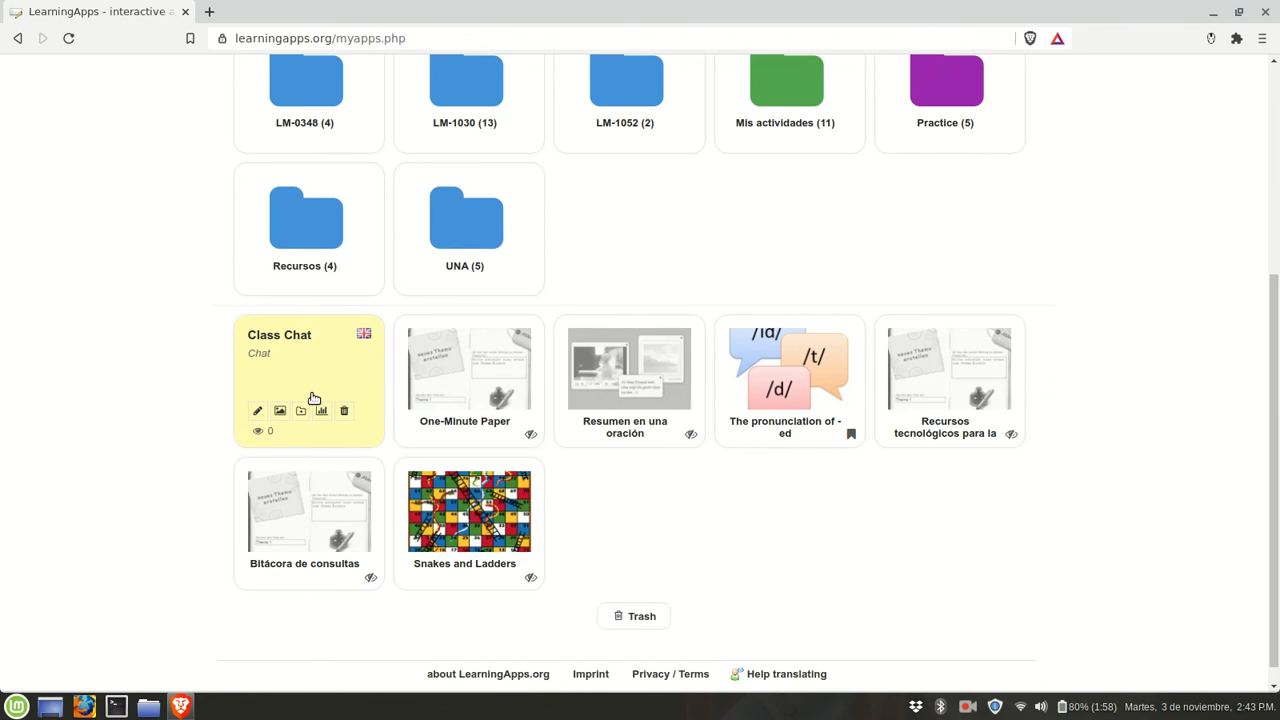 LearningApps - interactive a
learningapps.org/myapps.php
LM-0348 (4)
LM-1030 (13)
LM-1052 (2)
Mis actividades (11)
Practice (5)
Recursos (4)
UNA (5)
Class Chat
Chat
0
One-Minute Paper
Resumen en una
oración
/id/
/t/
/d/
The pronunciation of -
ed
Recursos
tecnológicos para la
Bitácora de consultas
Snakes and Ladders
Trash
about LearningApps.org
Imprint
Privacy / Terms
Help translating
80% (1:58)
Martes, 3 de noviembre, 2:43 P.M.